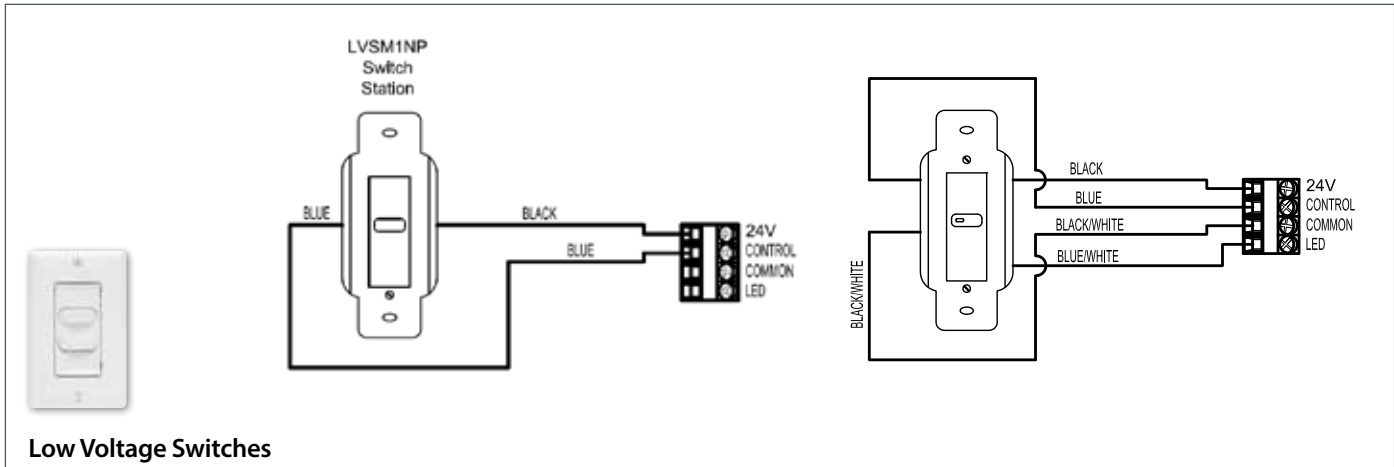 LVSM1NP
Switch
Station
BLUE
BLACK
BLUE
24V
CONTROL
COMMON
LED
BLACK
BLUE
BLACK/WHITE
BLUE/WHITE
BLACK/WHITE
24V
CONTROL
COMMON
LED
Low Voltage Switches